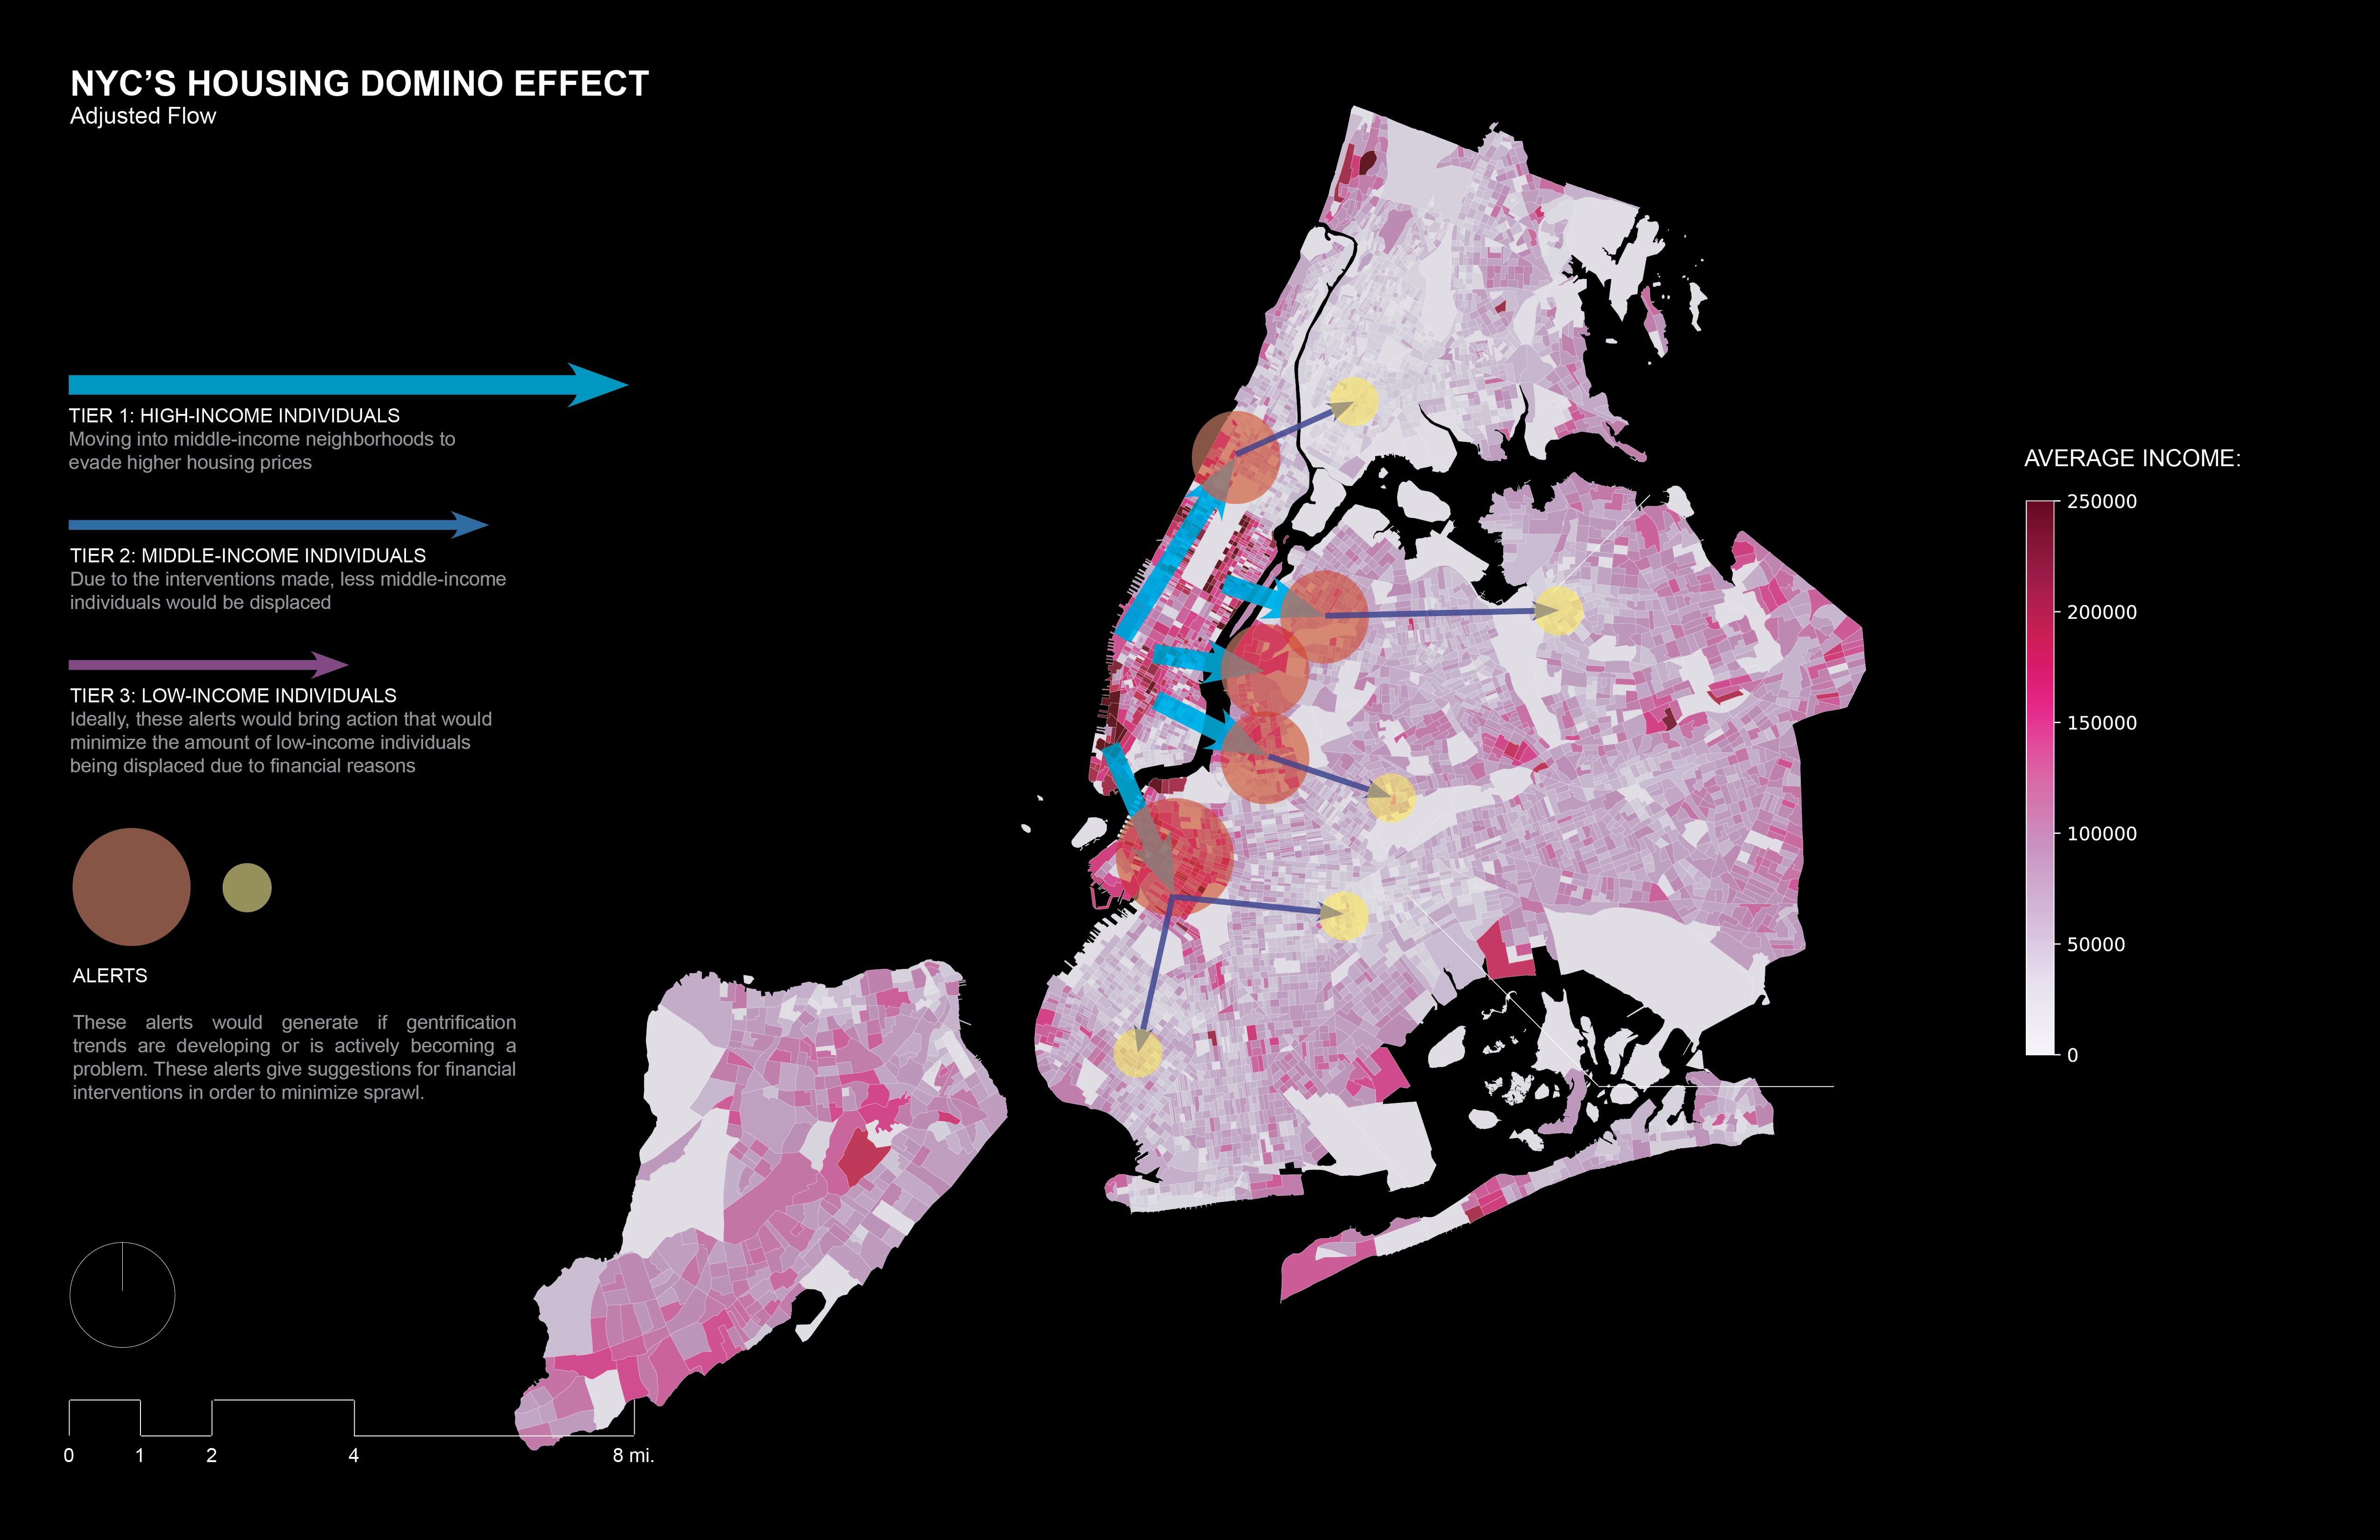 NYC’S HOUSING DOMINO EFFECT
Adjusted Flow
TIER 1: HIGH-INCOME INDIVIDUALS
Moving into middle-income neighborhoods to
evade higher housing prices
TIER 2: MIDDLE-INCOME INDIVIDUALS
Due to the interventions made, less middle-income
individuals would be displaced
TIER 3: LOW-INCOME INDIVIDUALS
Ideally, these alerts would bring action that would
minimize the amount of low-income individuals
being displaced due to financial reasons
ALERTS
These alerts would generate if gentrification
trends are developing or is actively becoming a
problem. These alerts give suggestions for financial
interventions in order to minimize sprawl.
0 1 2 4 8 mi.
AVERAGE INCOME:
250000
200000
150000
100000
50000
0